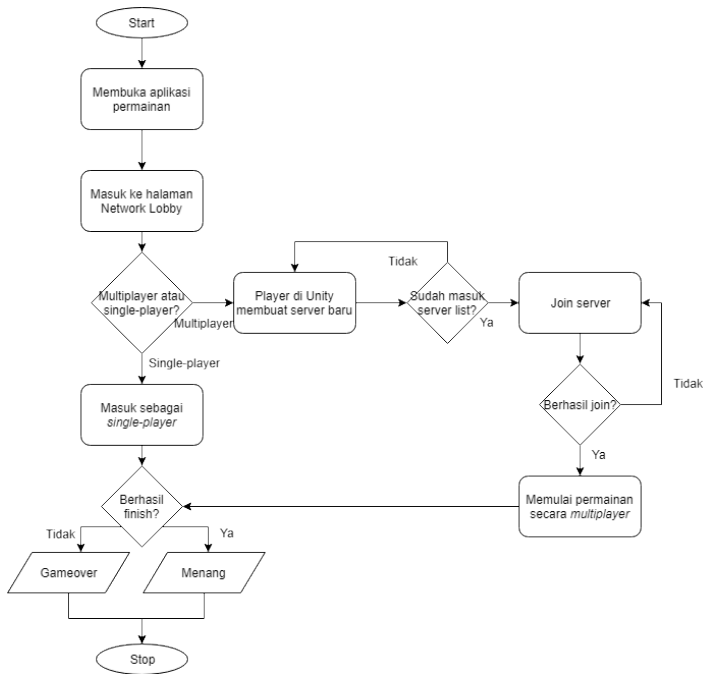 Start
Membuka aplikasi
permainan
Masuk ke halaman
Network Lobby
Multiplayer atau
single-player?
Multiplayer
Player di Unity
membuat server baru
Tidak
Sudah masuk
server list?
Ya
Join server
Tidak
Berhasil join?
Ya
Memulai permainan
secara multiplayer
Single-player
Masuk sebagai
single-player
Berhasil
finish?
Tidak
Ya
Gameover
Menang
Stop